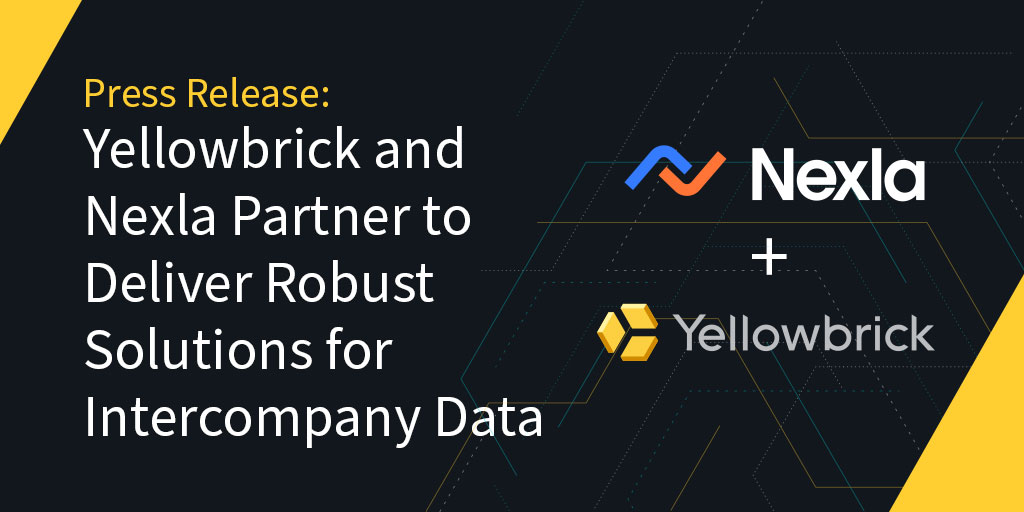 Press Release:
Yellowbrick and
Nexla Partner to
Deliver Robust
Solutions for
Intercompany Data
Nexla
+
Yellowbrick